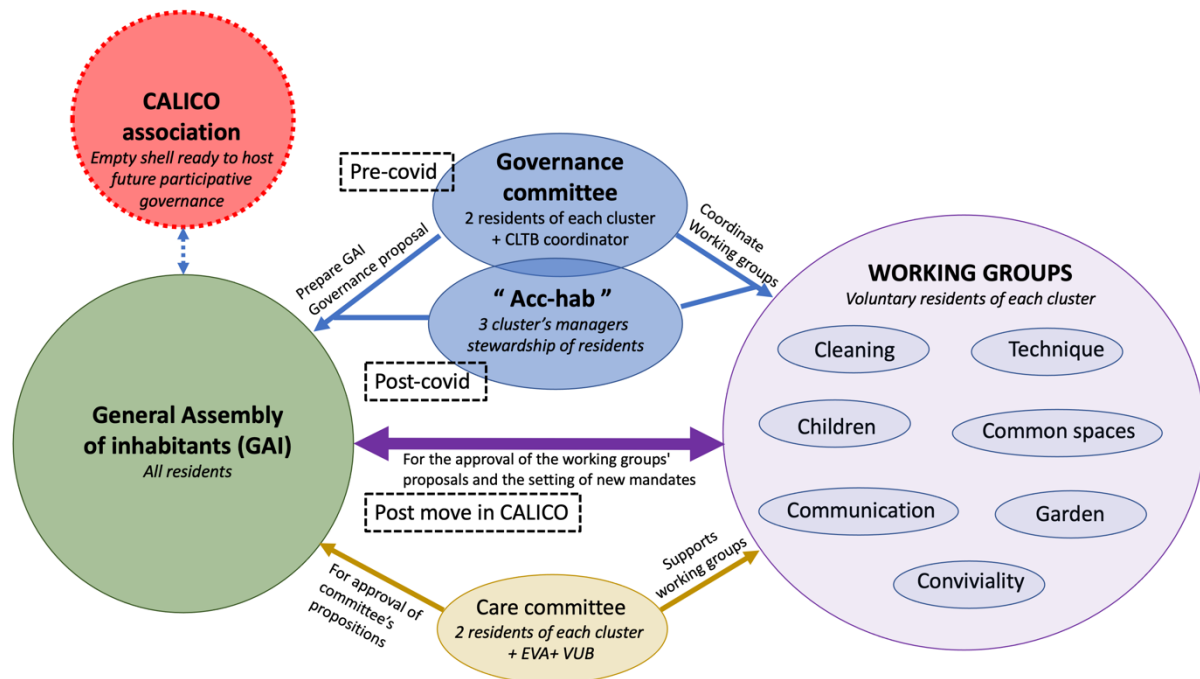 CALICO
association
Empty shell ready to host
future participative
governance
Pre-covid
Governance
committee
2 residents of each cluster
+ CLTB coordinator
Prepare GAI
Governance proposal
Coordinate
Working groups
“ Acc-hab ”
3 cluster’s managers
stewardship of residents
Post-covid
General Assembly
of inhabitants (GAI)
All residents
For the approval of the working groups'
proposals and the setting of new mandates
Post move in CALICO
For approval of
committee’s
propositions
Supports
working groups
Care committee
2 residents of each cluster
+ EVA+ VUB
WORKING GROUPS
Voluntary residents of each cluster
Cleaning
Technique
Children
Common spaces
Communication
Garden
Conviviality